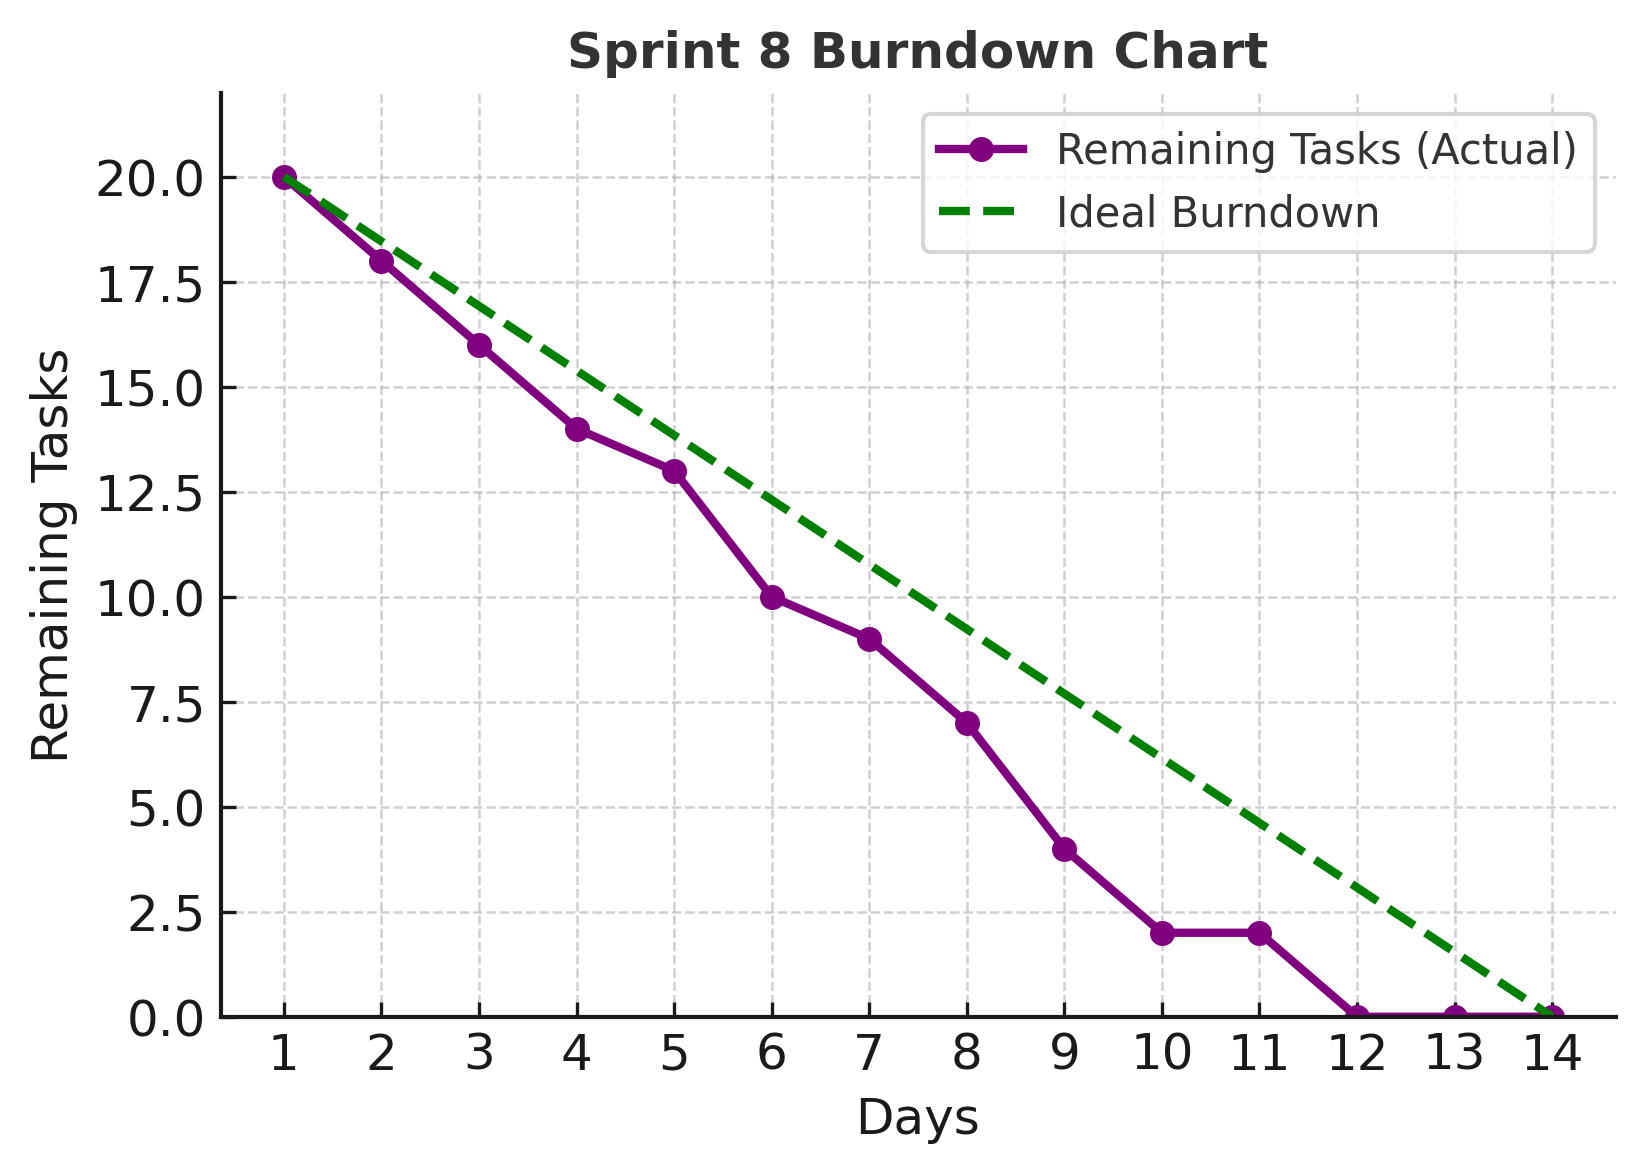 Sprint 8 Burndown Chart
Remaining Tasks (Actual)
Ideal Burndown
Remaining Tasks
20.0
17.5
15.0
12.5
10.0
7.5
5.0
2.5
0.0
1 2 3 4 5 6 7 8 9 10 11 12 13 14
Days